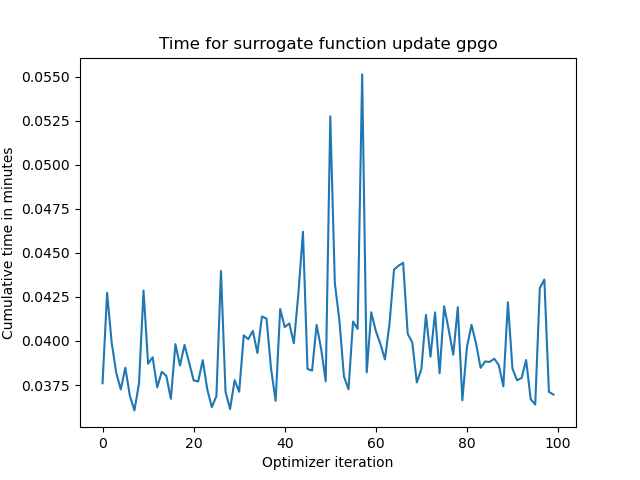 Time for surrogate function update gpgo
0.0550
0.0525
0.0500
0.0475
0.0450
0.0425
0.0400
0.0375
Cumulative time in minutes
0 20 40 60 80 100
Optimizer iteration